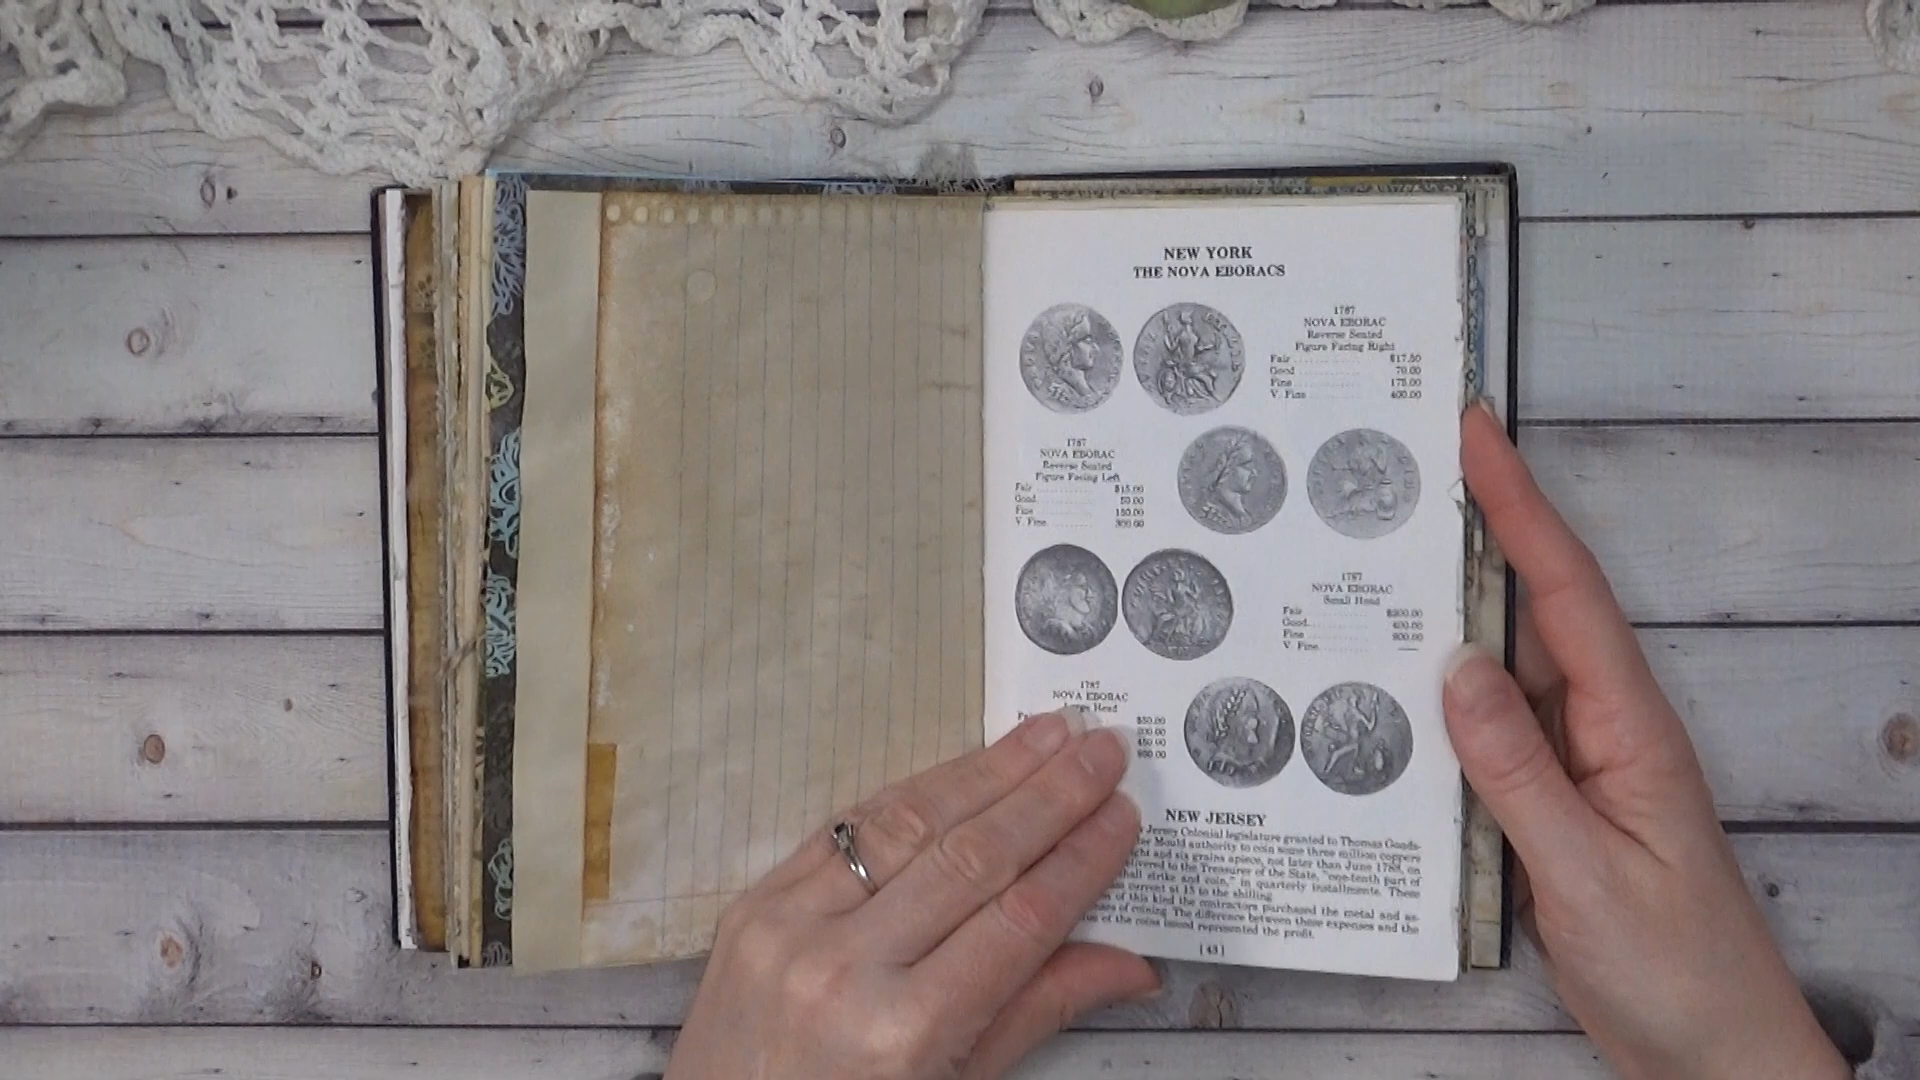 NEW YORK
THE NOVA EBORACS
1787
NOVA EBORAC
Reverse Seated
Figure Facing Right
Fair ............ $17.50
Good ............ 70.00
Fine ............ 175.00
V. Fine ............ 400.00
1787
NOVA EBORAC
Reverse Seated
Figure Facing Left
Fair ............ $15.00
Good ............ 50.00
Fine ............ 150.00
V. Fine ............ 300.00
1787
NOVA EBORAC
Small Head
Fair ............ $200.00
Good ............ 400.00
Fine ............ 900.00
V. Fine ............ ——
1787
NOVA EBORAC
Head
$50.00
200.00
450.00
NEW JERSEY
Jersey Colonial legislature granted to Thomas Goads-
Mould authority to coin some three million coppers
and six grains apiece, not later than June 1788, on
to the Treasurer of the State, "one-tenth part of
shall strike and coin," in quarterly installments. These
current at 15 to the shilling
of this kind the contractors purchased the metal and as-
of coining. The difference between these expenses and the
of the coins issued represented the profit.
[43]